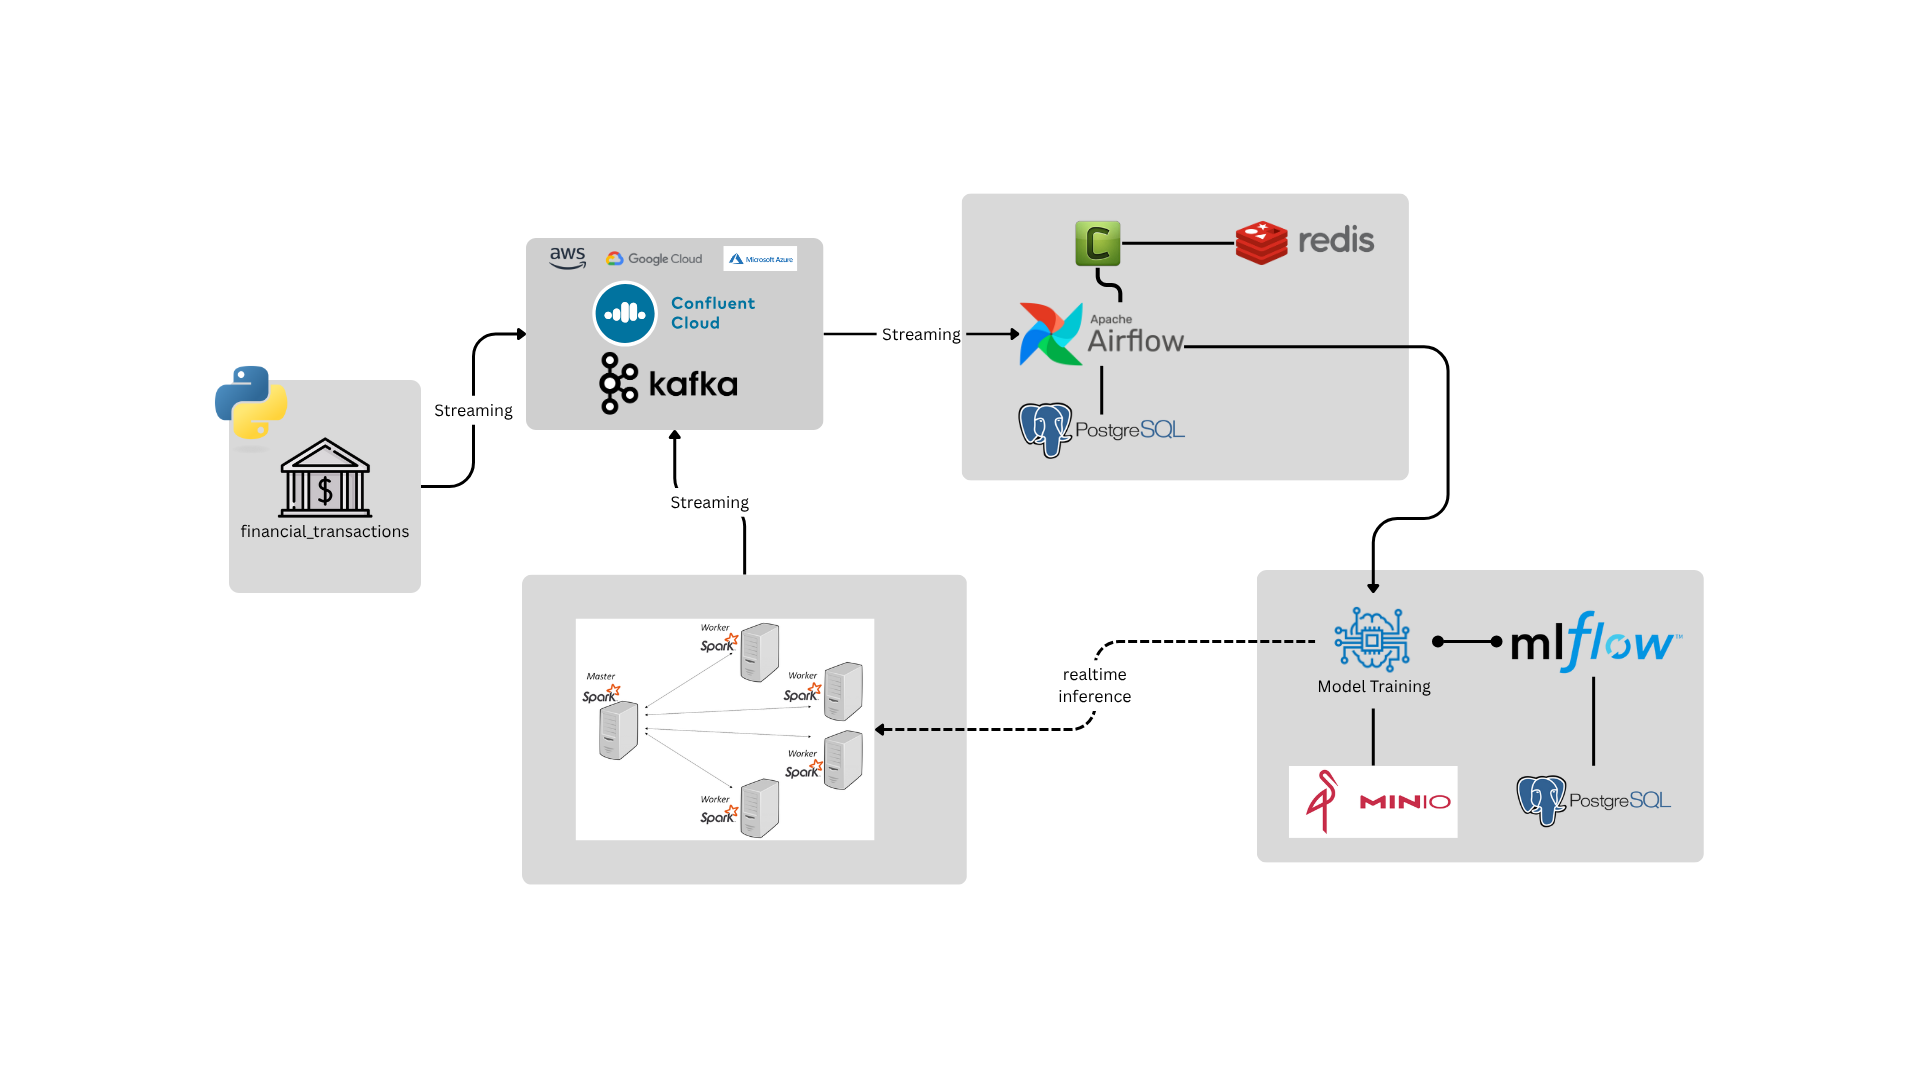 aws
Google Cloud
Microsoft Azure
Confluent
Cloud
kafka
Streaming
$
financial_transactions
Streaming
C
redis
Apache
Airflow
PostgreSQL
Streaming
Worker
Spark
Worker
Spark
Master
Spark
Worker
Spark
Worker
Spark
realtime
inference
Model Training
mlflow™
MINIO
PostgreSQL